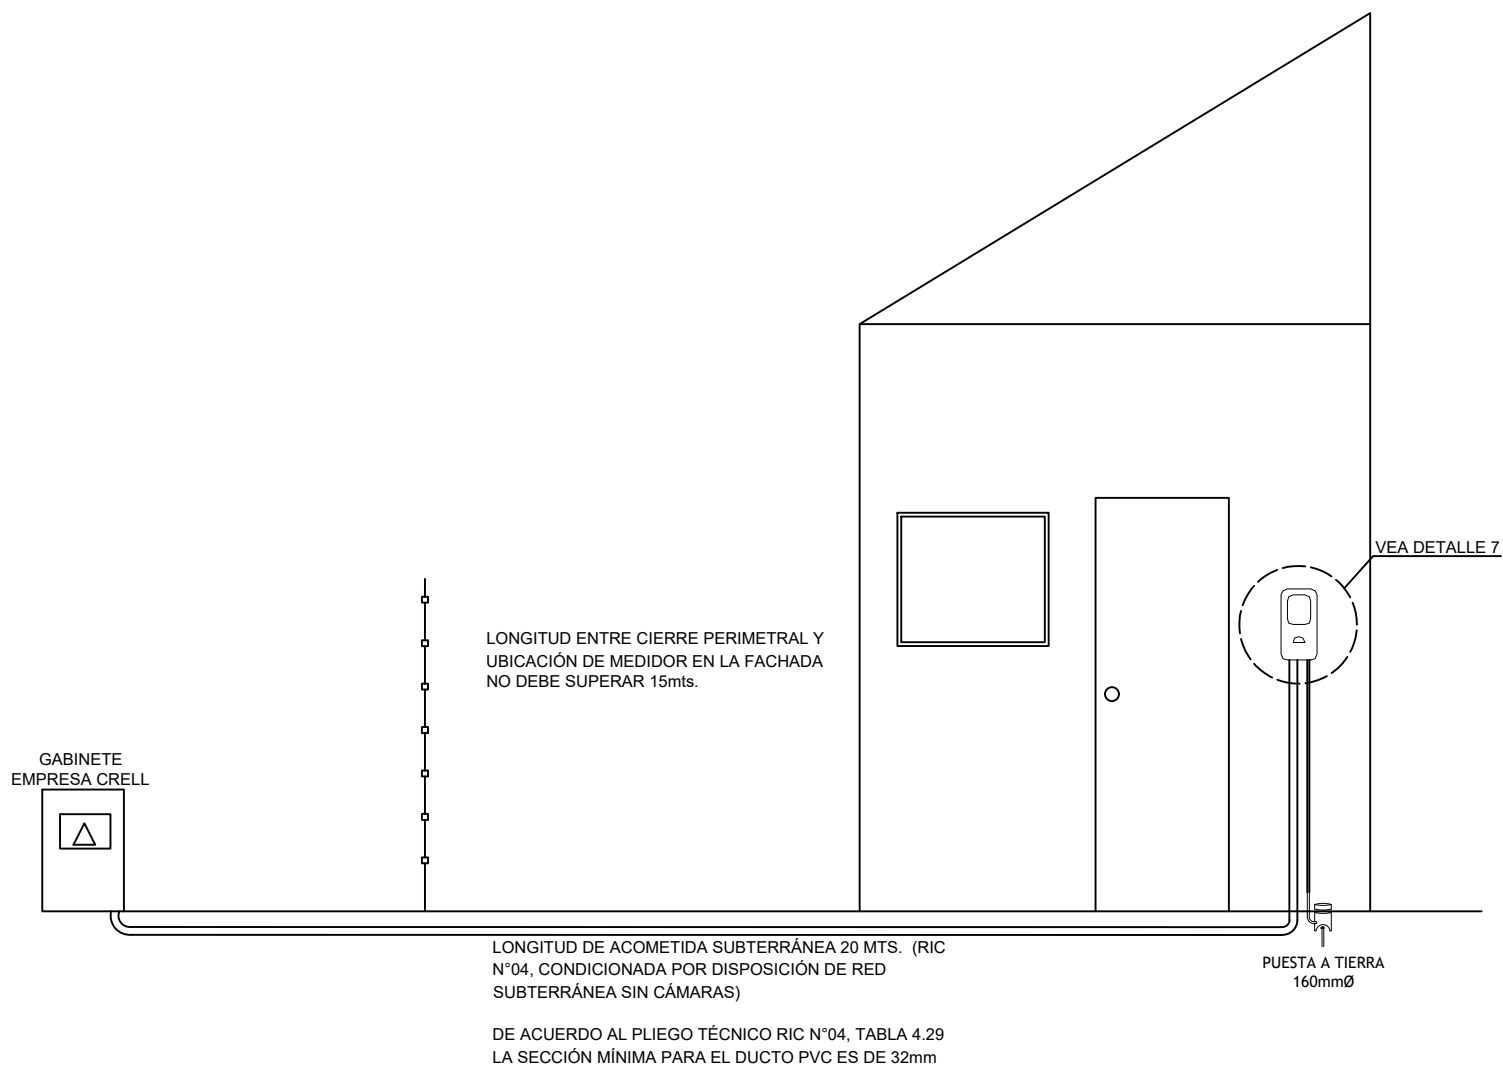 VEA DETALLE 7
LONGITUD ENTRE CIERRE PERIMETRAL Y
UBICACIÓN DE MEDIDOR EN LA FACHADA
NO DEBE SUPERAR 15mts.
GABINETE
EMPRESA CRELL
LONGITUD DE ACOMETIDA SUBTERRÁNEA 20 MTS. (RIC
N°04, CONDICIONADA POR DISPOSICIÓN DE RED
SUBTERRÁNEA SIN CÁMARAS)
PUESTA A TIERRA
160mmØ
DE ACUERDO AL PLIEGO TÉCNICO RIC N°04, TABLA 4.29
LA SECCIÓN MÍNIMA PARA EL DUCTO PVC ES DE 32mm